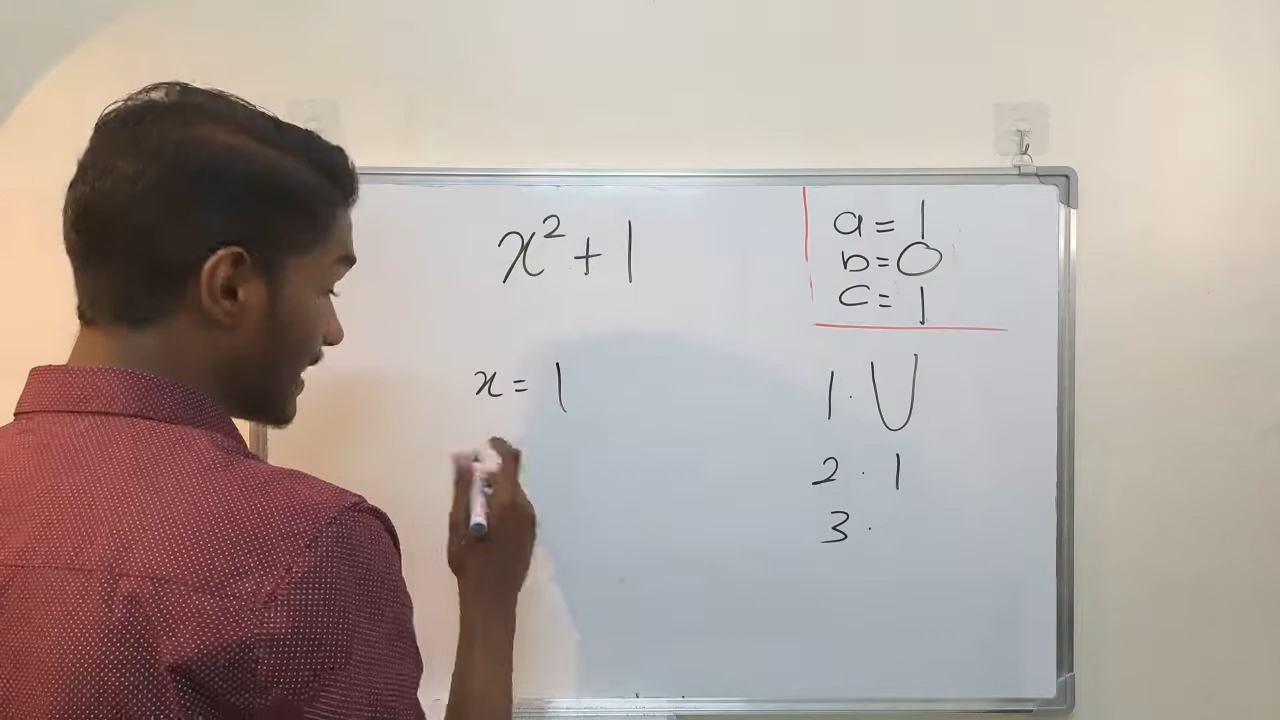 x² + 1
a = 1
b = 0
c = 1
x = 1
1. U
2. 1
3.